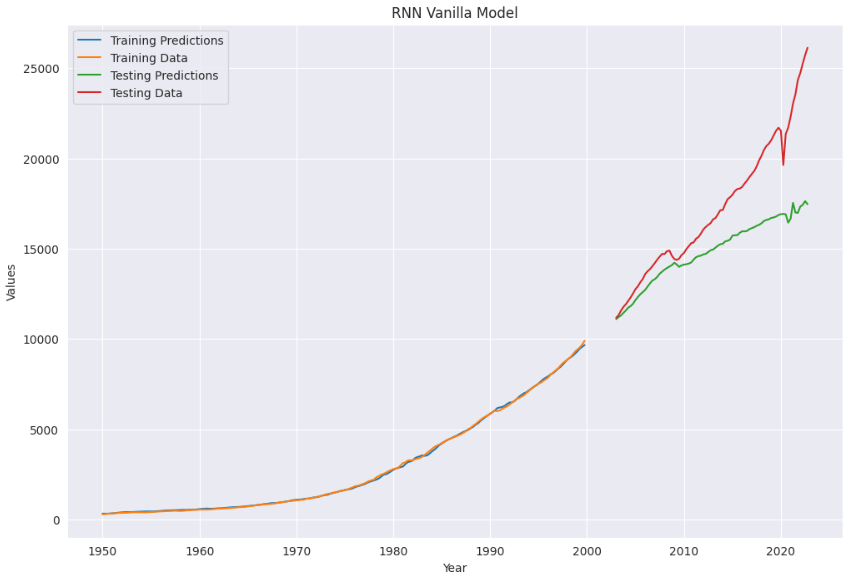 RNN Vanilla Model
Training Predictions
Training Data
Testing Predictions
Testing Data
25000
20000
15000
10000
5000
0
Values
1950 1960 1970 1980 1990 2000 2010 2020
Year